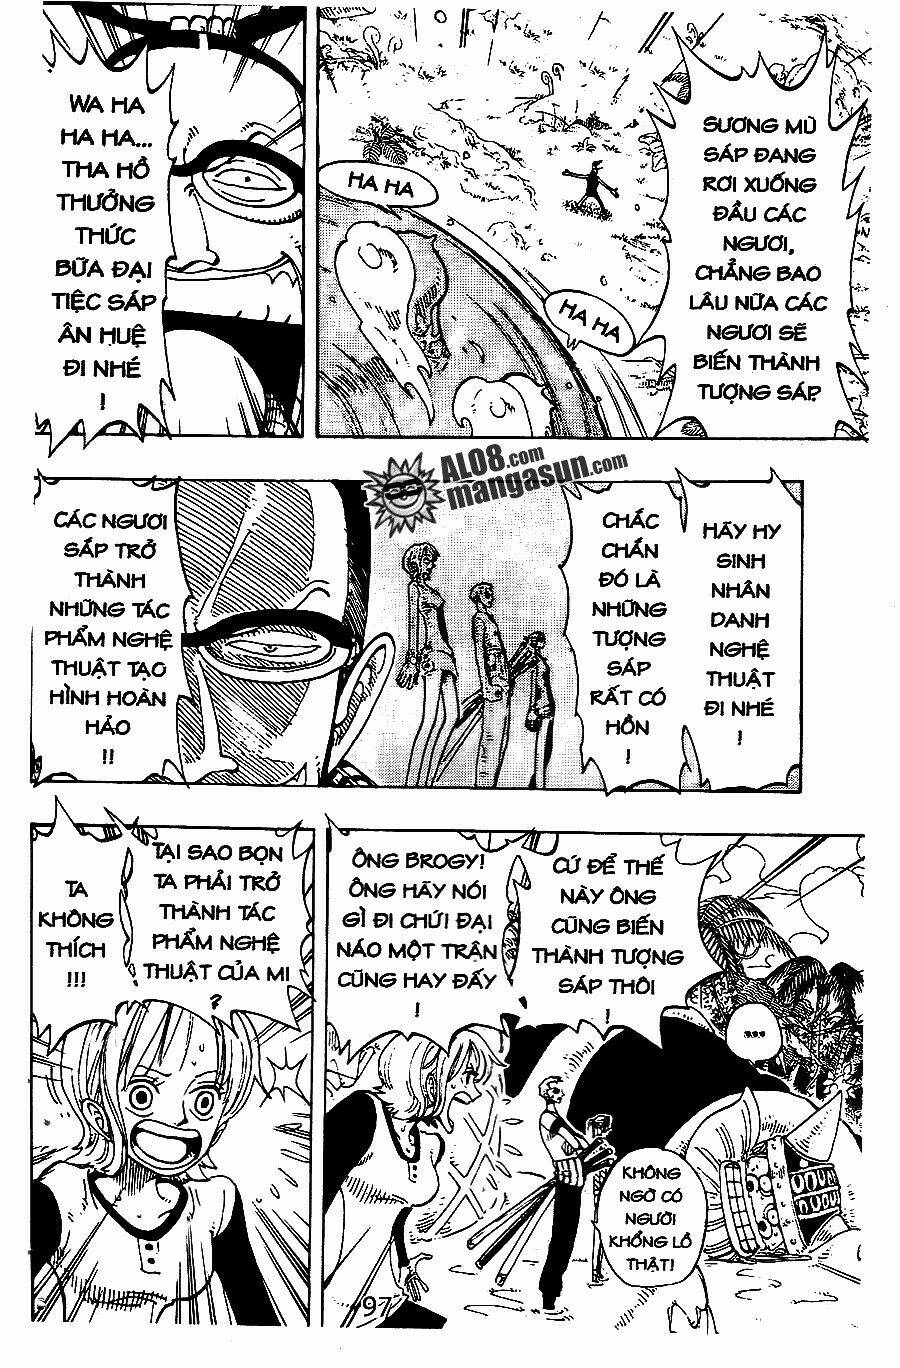 SƯƠNG MÙ
SÁP ĐANG
RƠI XUỐNG
ĐẦU CÁC
NGƯƠI,
CHẲNG BAO
LÂU NỮA CÁC
NGƯƠI SẼ
BIẾN THÀNH
TƯỢNG SÁP.
HA HA
HA HA
WA HA
HA HA...
THA HỒ
THƯỞNG
THỨC
BỮA ĐẠI
TIỆC SÁP
ÂN HUỆ
ĐI NHÉ
!
AL08.com
mangasun.com
HÃY HY
SINH
NHÂN
DANH
NGHỆ
THUẬT
ĐI NHÉ
!
CHẮC
CHẮN
ĐÓ LÀ
NHỮNG
TƯỢNG
SÁP
RẤT CÓ
HỒN
!
CÁC NGƯƠI
SẮP TRỞ
THÀNH
NHỮNG TÁC
PHẨM NGHỆ
THUẬT TẠO
HÌNH HOÀN
HẢO
!!
CỨ ĐỂ THẾ
NÀY ÔNG
CŨNG BIẾN
THÀNH TƯỢNG
SÁP THÔI
!
ÔNG BROGY!
ÔNG HÃY NÓI
GÌ ĐI CHỨ! ĐẠI
NÁO MỘT TRẬN
CŨNG HAY ĐẤY
!
...
KHÔNG
NGỜ CÓ
NGƯỜI
KHỔNG LỒ
THẬT!
TẠI SAO BỌN
TA PHẢI TRỞ
THÀNH TÁC
PHẨM NGHỆ
THUẬT CỦA MI
?
TA
KHÔNG
THÍCH
!!!
97